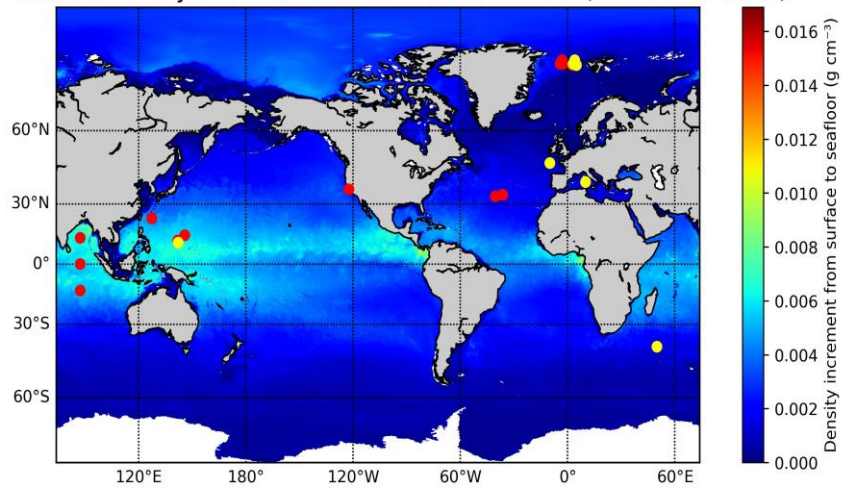 0.016
0.014
0.012
0.010
0.008
0.006
0.004
0.002
0.000
Density increment from surface to seafloor (g cm⁻³)
60°N
30°N
0°
30°S
60°S
120°E
180°
120°W
60°W
0°
60°E